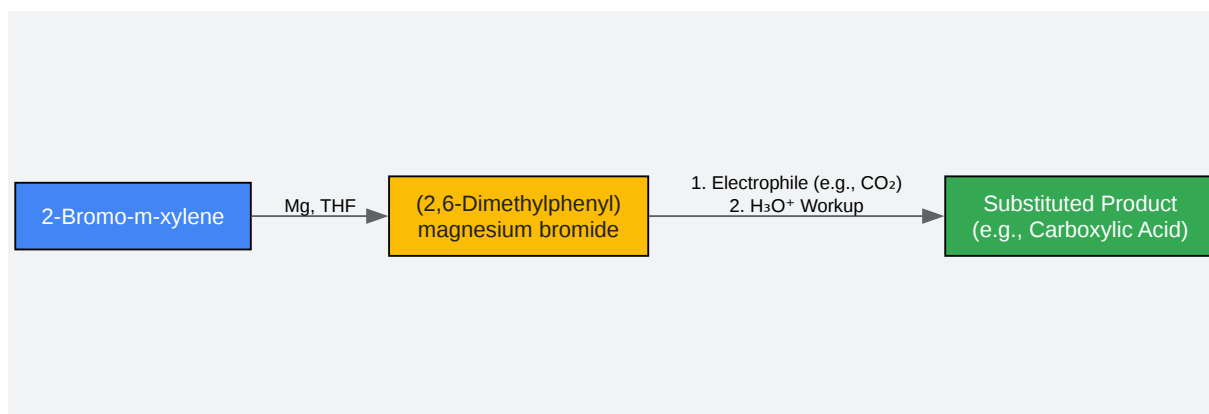 2-Bromo-m-xylene
Mg, THF
(2,6-Dimethylphenyl)
magnesium bromide
1. Electrophile (e.g., CO₂)
2. H₃O⁺ Workup
Substituted Product
(e.g., Carboxylic Acid)